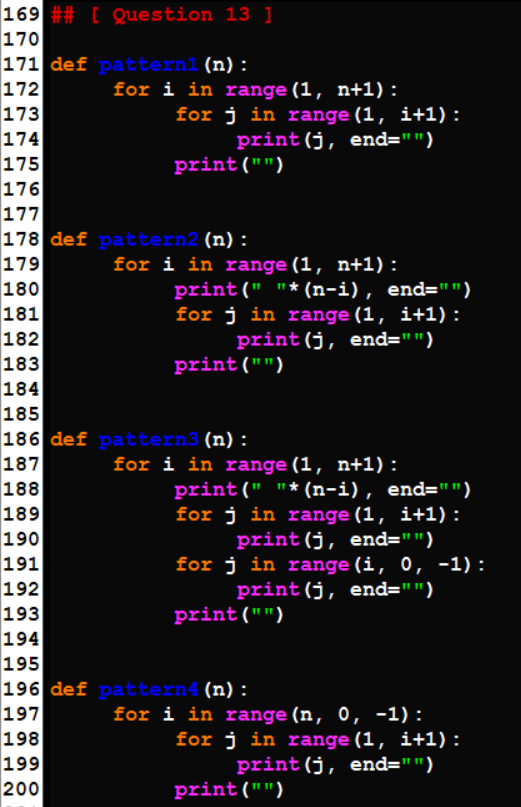 169 ## [ Question 13 ]
170
171 def pattern1(n):
172     for i in range(1, n+1):
173         for j in range(1, i+1):
174             print(j, end="")
175         print("")
176
177
178 def pattern2(n):
179     for i in range(1, n+1):
180         print(" "*(n-i), end="")
181         for j in range(1, i+1):
182             print(j, end="")
183         print("")
184
185
186 def pattern3(n):
187     for i in range(1, n+1):
188         print(" "*(n-i), end="")
189         for j in range(1, i+1):
190             print(j, end="")
191         for j in range(i, 0, -1):
192             print(j, end="")
193         print("")
194
195
196 def pattern4(n):
197     for i in range(n, 0, -1):
198         for j in range(1, i+1):
199             print(j, end="")
200         print("")